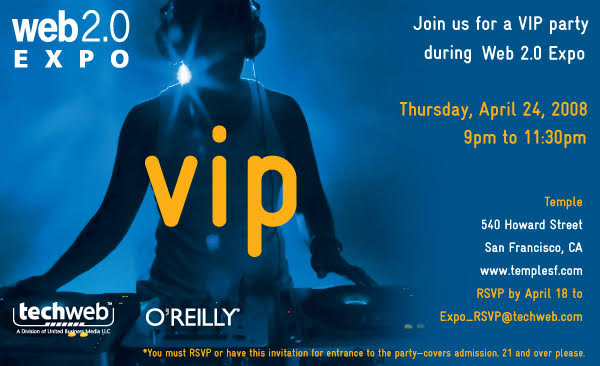 web2.0
EXPO
Join us for a VIP party
during Web 2.0 Expo
Thursday, April 24, 2008
9pm to 11:30pm
vip
Temple
540 Howard Street
San Francisco, CA
www.templesf.com
RSVP by April 18 to
Expo_RSVP@techweb.com
techweb™
A Division of United Business Media LLC
O'REILLY®
*You must RSVP or have this invitation for entrance to the party–covers admission. 21 and over please.